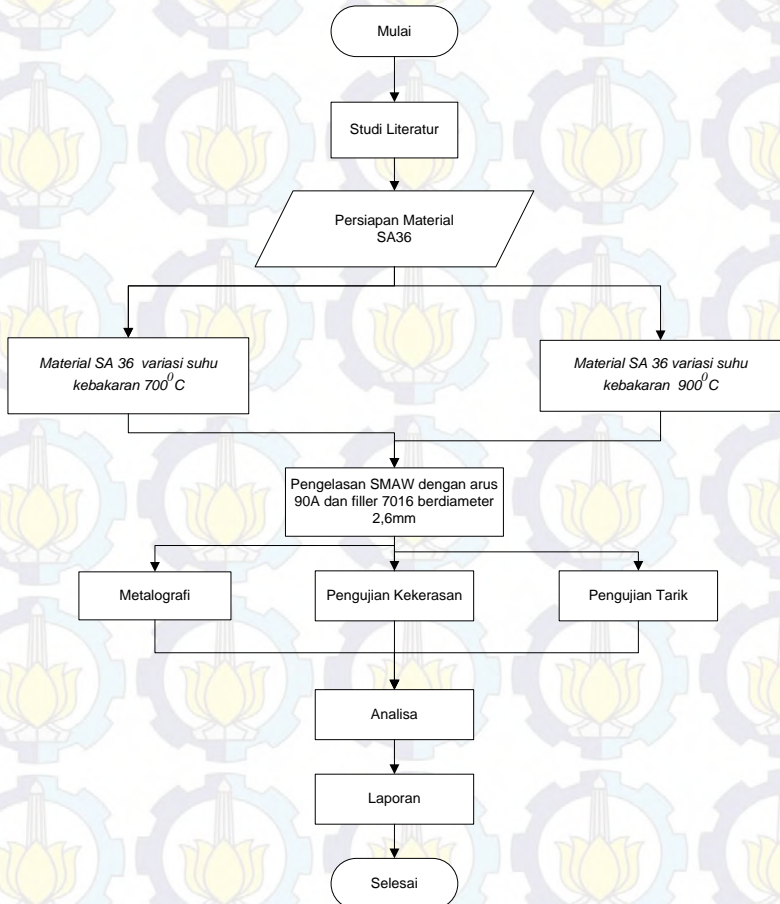 Mulai
Studi Literatur
Persiapan Material
SA36
Material SA 36  variasi suhu
kebakaran 700⁰C
Material SA 36 variasi suhu
kebakaran  900⁰C
Pengelasan SMAW dengan arus
90A dan filler 7016 berdiameter
2,6mm
Metalografi
Pengujian Kekerasan
Pengujian Tarik
Analisa
Laporan
Selesai